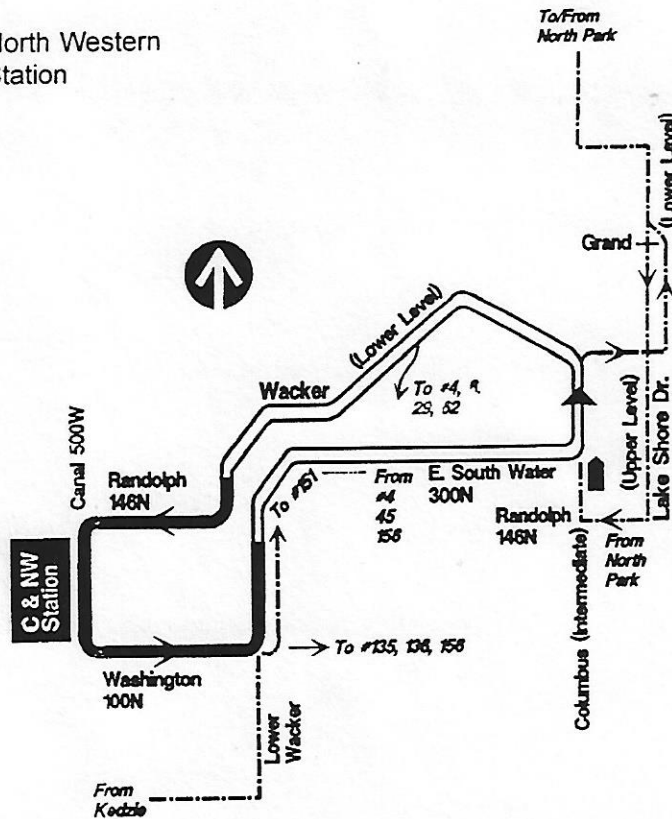 North Western
Station
To/From
North Park
(Lower Level)
Grand
(Lower Level)
Wacker
To #4,
29, 52
(Upper Level)
Lake Shore Dr.
Canal 500W
Randolph
146N
To #151
From
#4
45
156
E. South Water
300N
Randolph
146N
From
North
Park
C & NW
Station
Columbus (Intermediate)
To #135, 136, 156
Washington
100N
Lower
Wacker
From
Kedzie